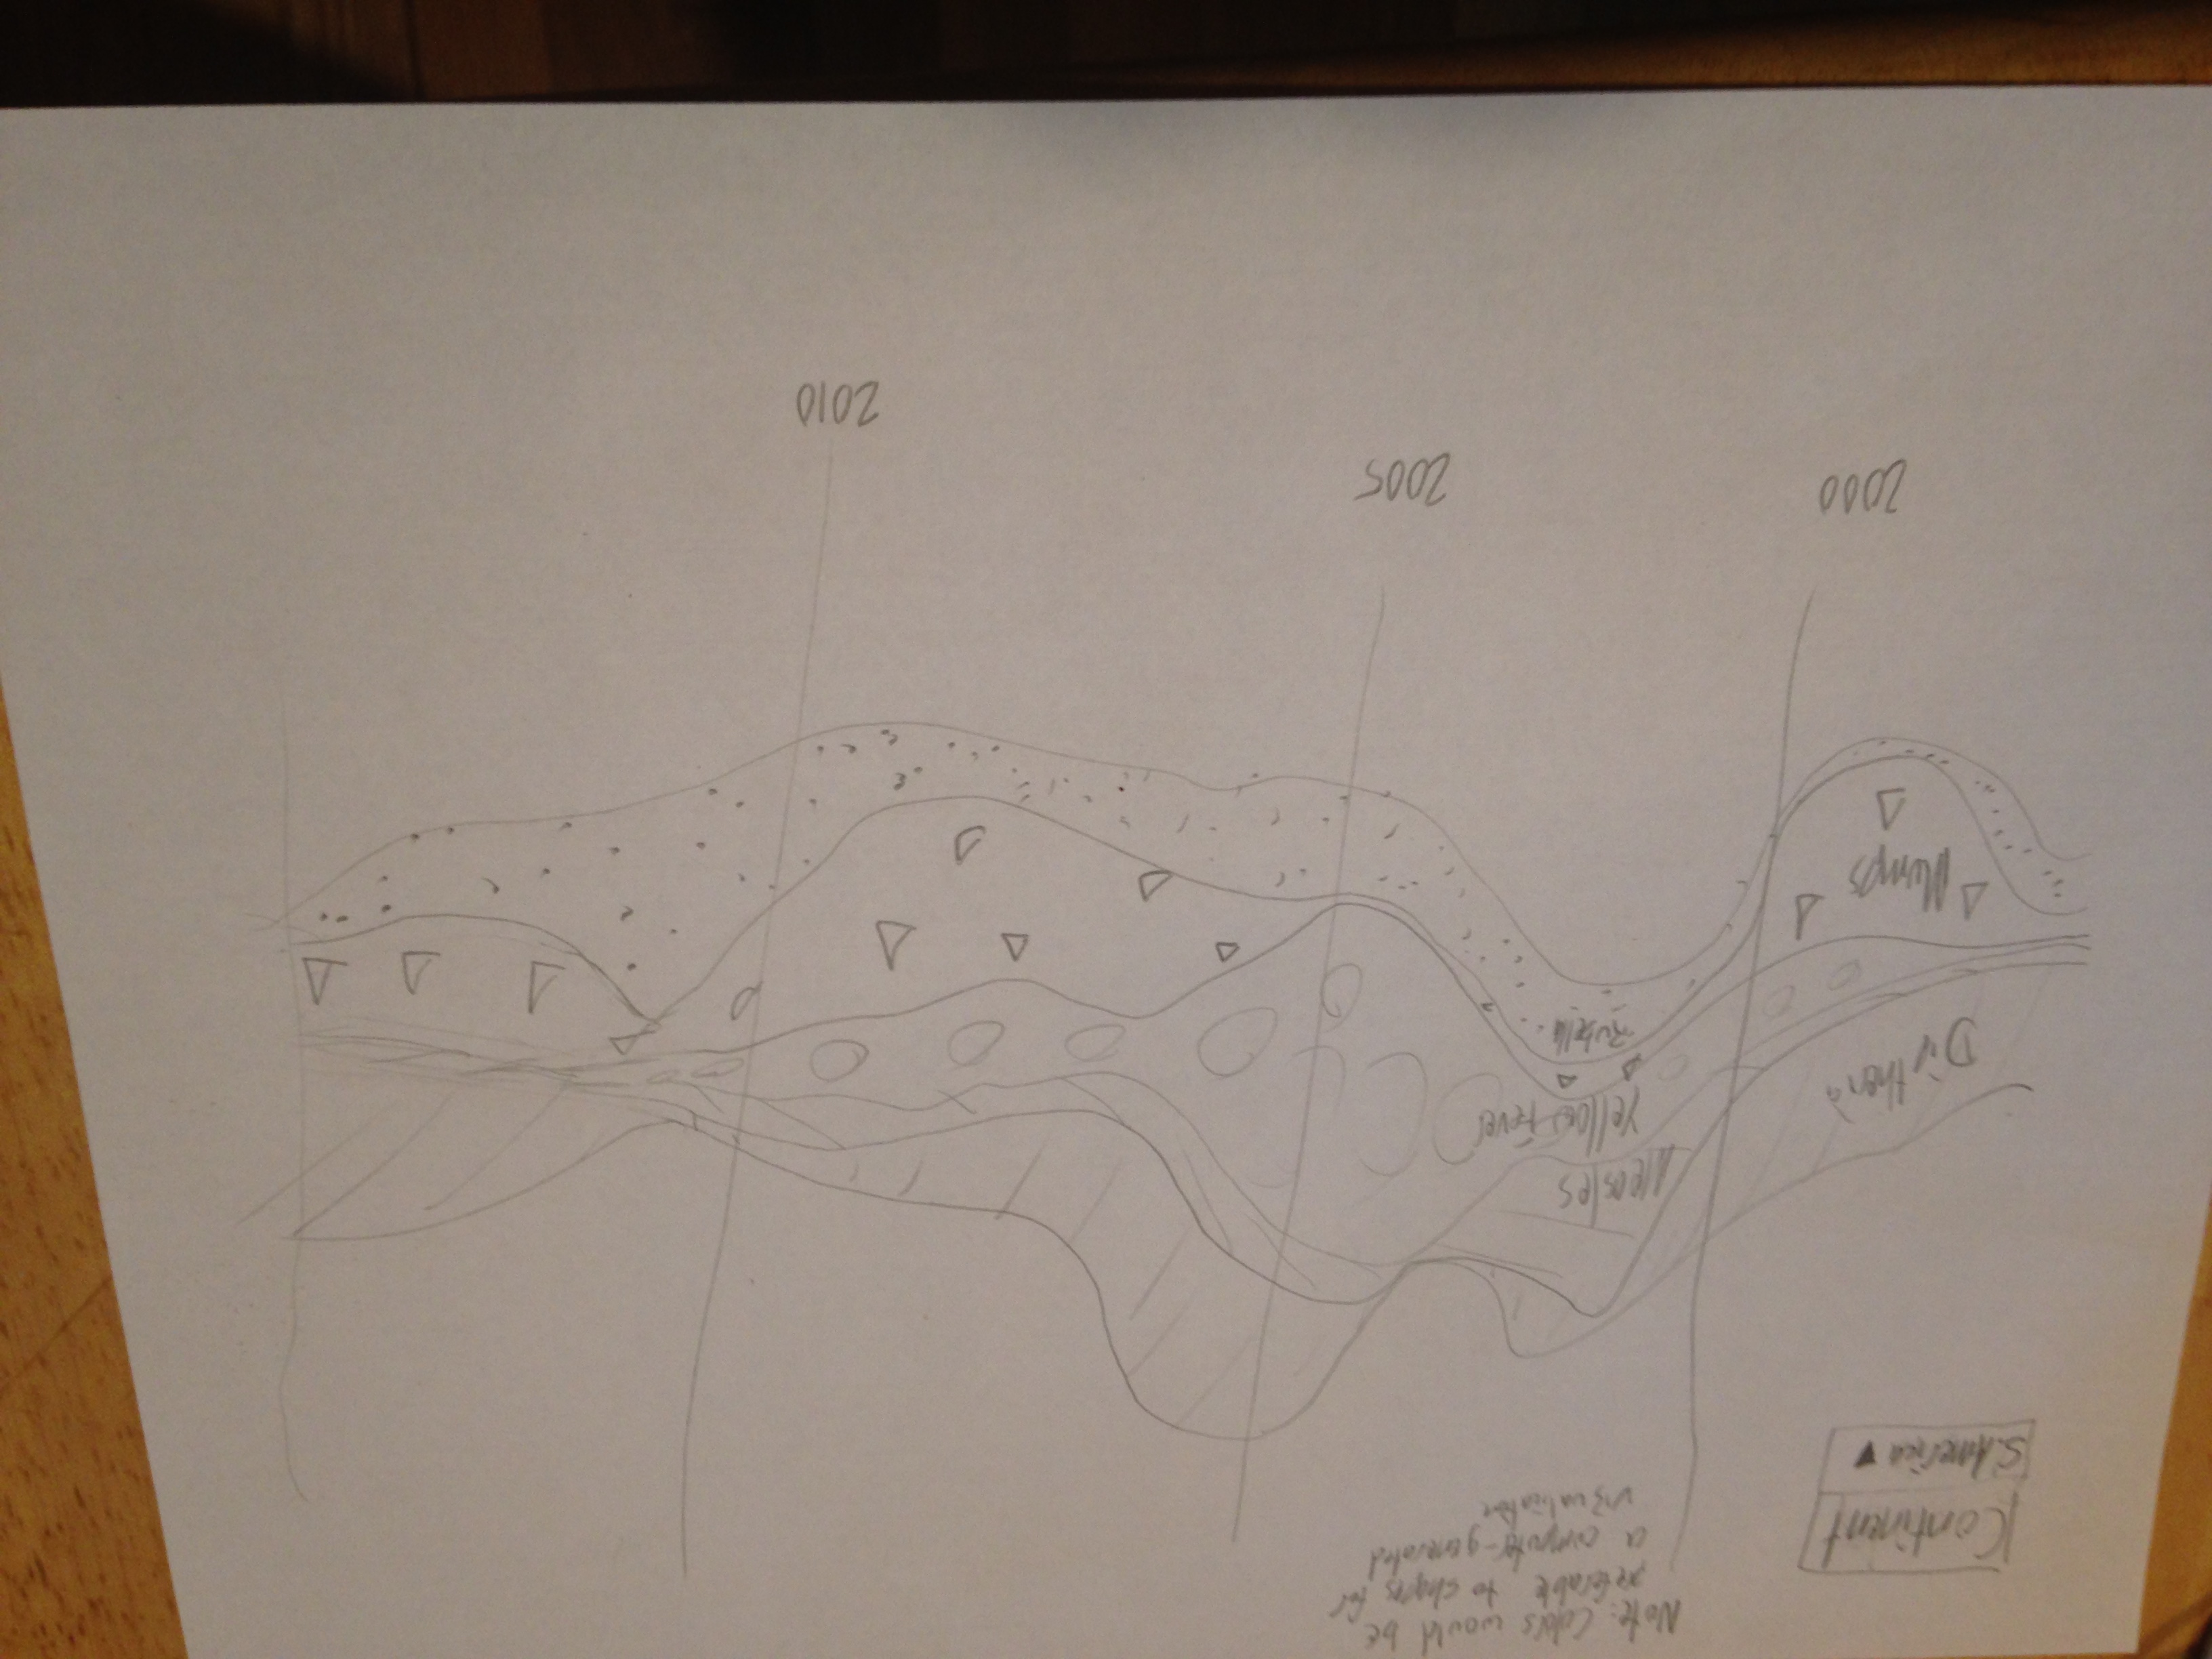 Continent
S. America ▼
Note: Colors would be
preferable to shapes for
a computer-generated
visualization
Diptheria
Measles
Yellow Fever
Mumps
Rubella
2000
2005
2010